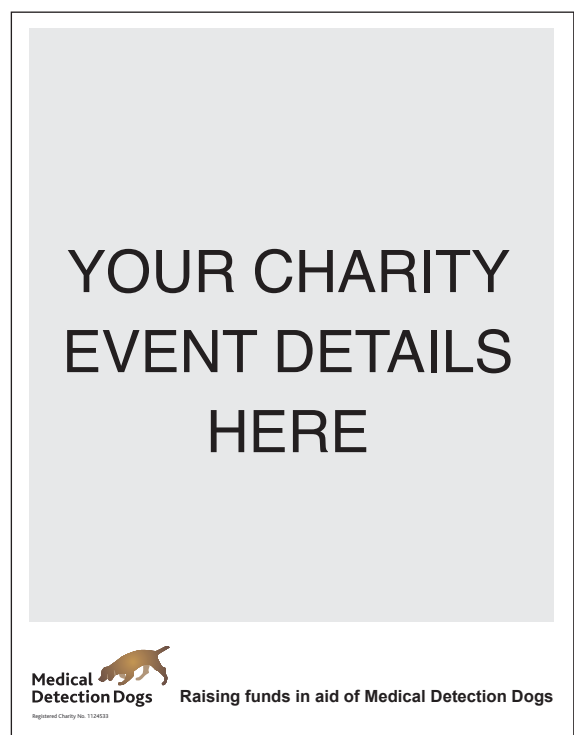 YOUR CHARITY
EVENT DETAILS
HERE
Medical
Detection Dogs
Registered Charity No. 1124533
Raising funds in aid of Medical Detection Dogs